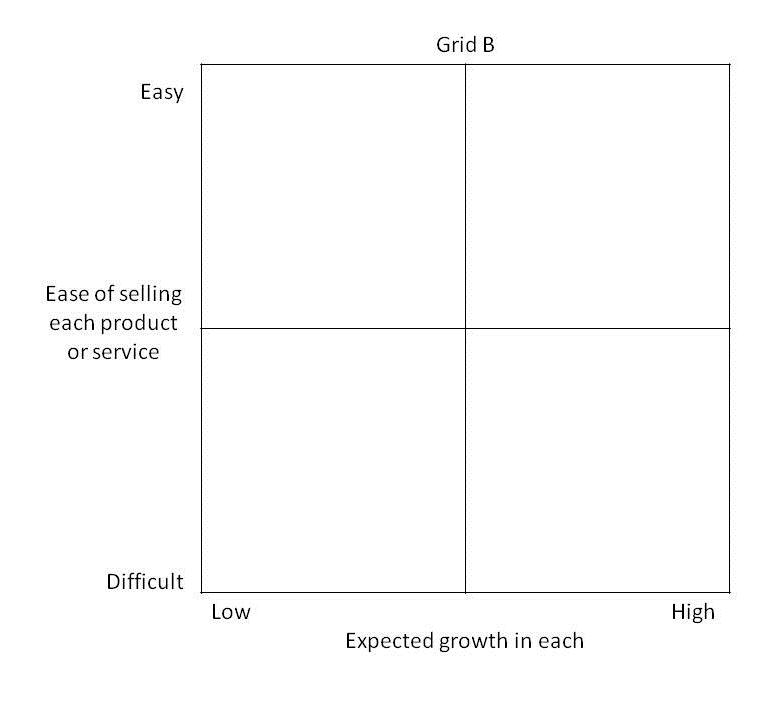 Grid B
Easy
Ease of selling
each product
or service
Difficult
Low
High
Expected growth in each